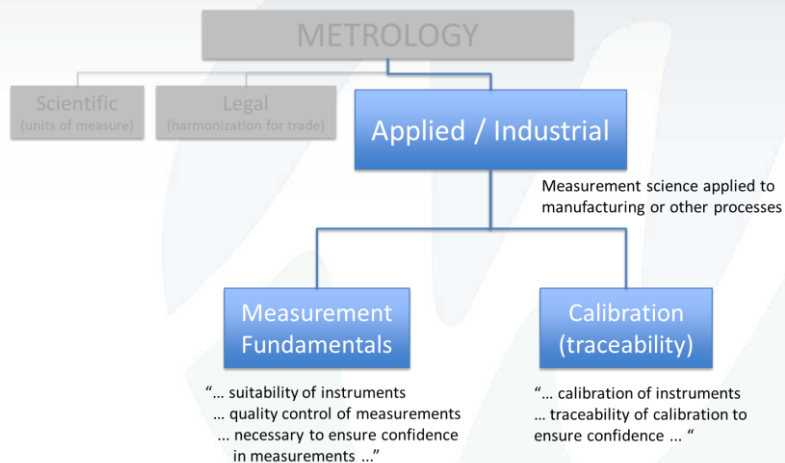 METROLOGY
Scientific
(units of measure)
Legal
(harmonization for trade)
Applied / Industrial
Measurement science applied to
manufacturing or other processes
Measurement
Fundamentals
Calibration
(traceability)
“... suitability of instruments
... quality control of measurements
... necessary to ensure confidence
in measurements ...”
“... calibration of instruments
... traceability of calibration to
ensure confidence ... “